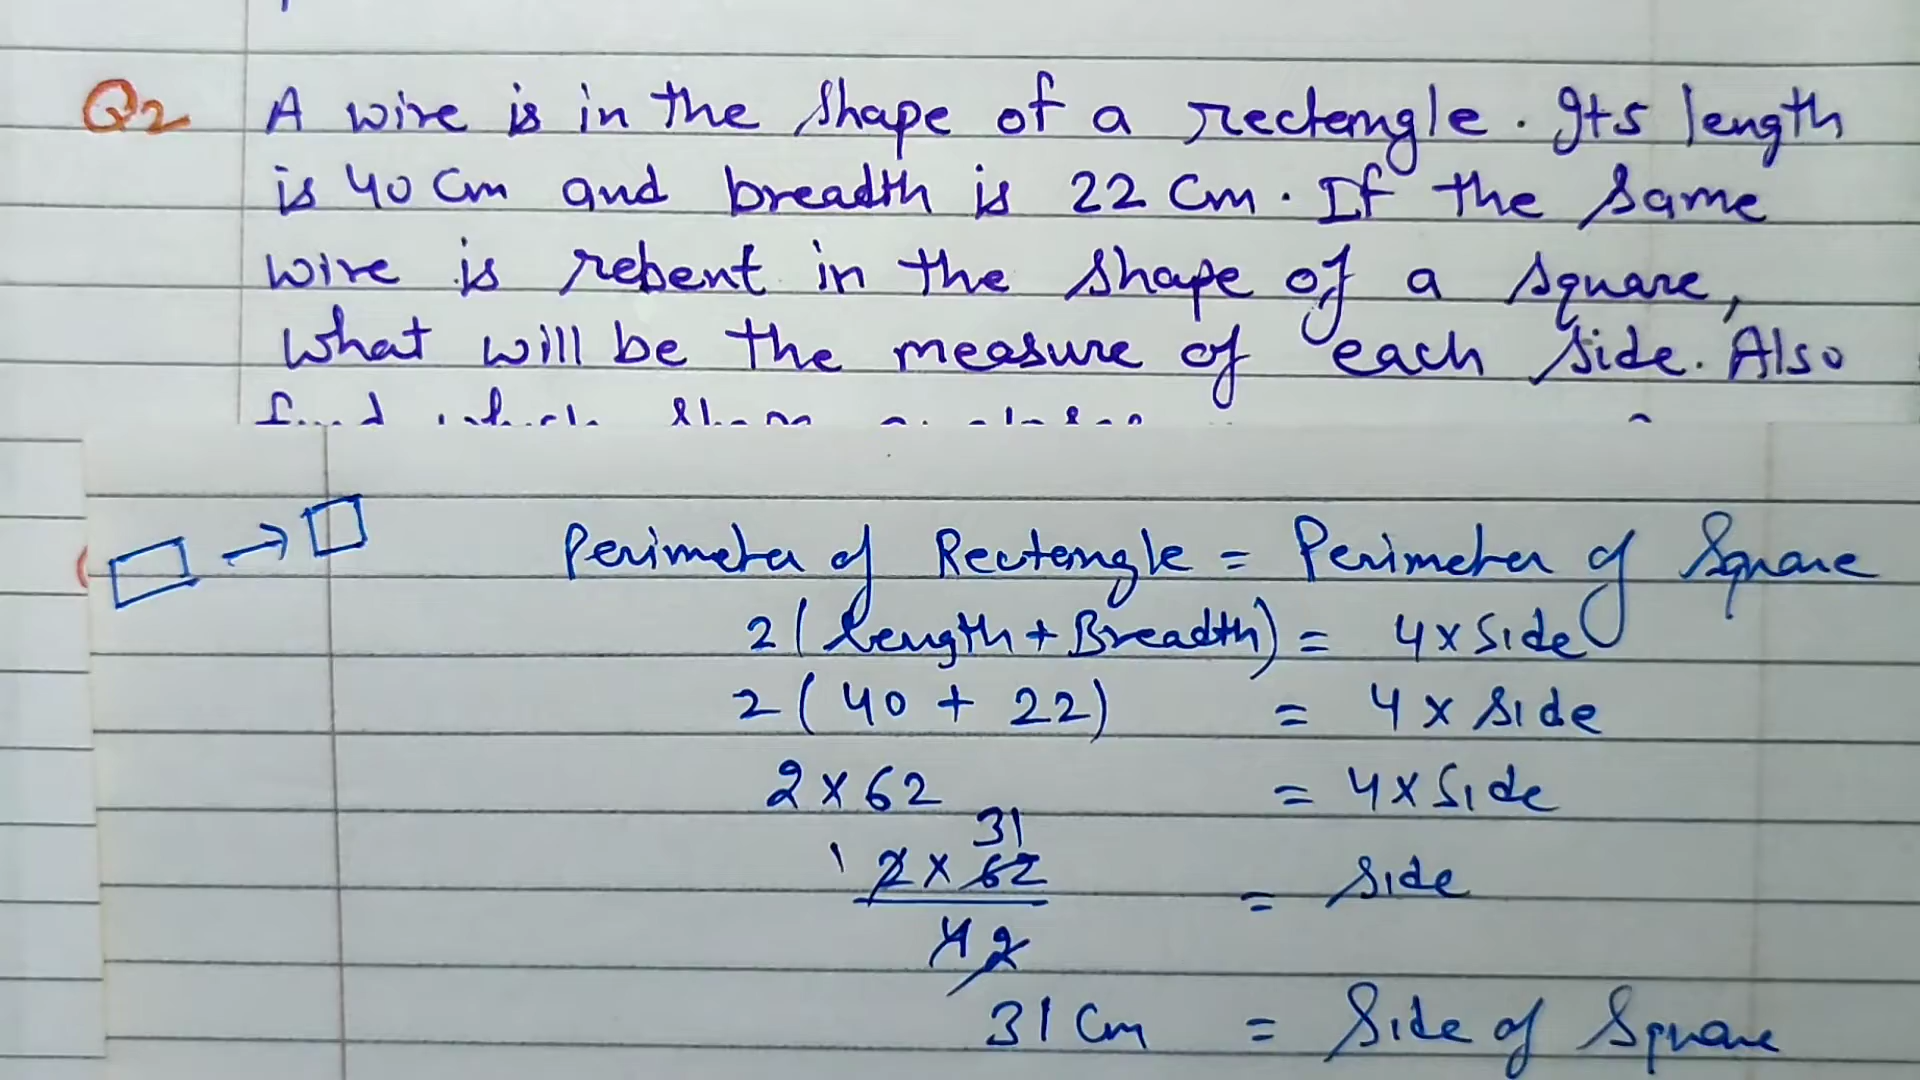 Q2 A wire is in the shape of a rectangle. Its length
is 40 cm and breadth is 22 cm. If the same
wire is rebent in the shape of a square,
what will be the measure of each side. Also
Perimeter of Rectangle = Perimeter of Square
2(Length + Breadth) = 4 x Side
2(40 + 22) = 4 x Side
2 x 62 = 4 x Side
31
1 2 x 62 = Side
4 2
31 cm = Side of Square